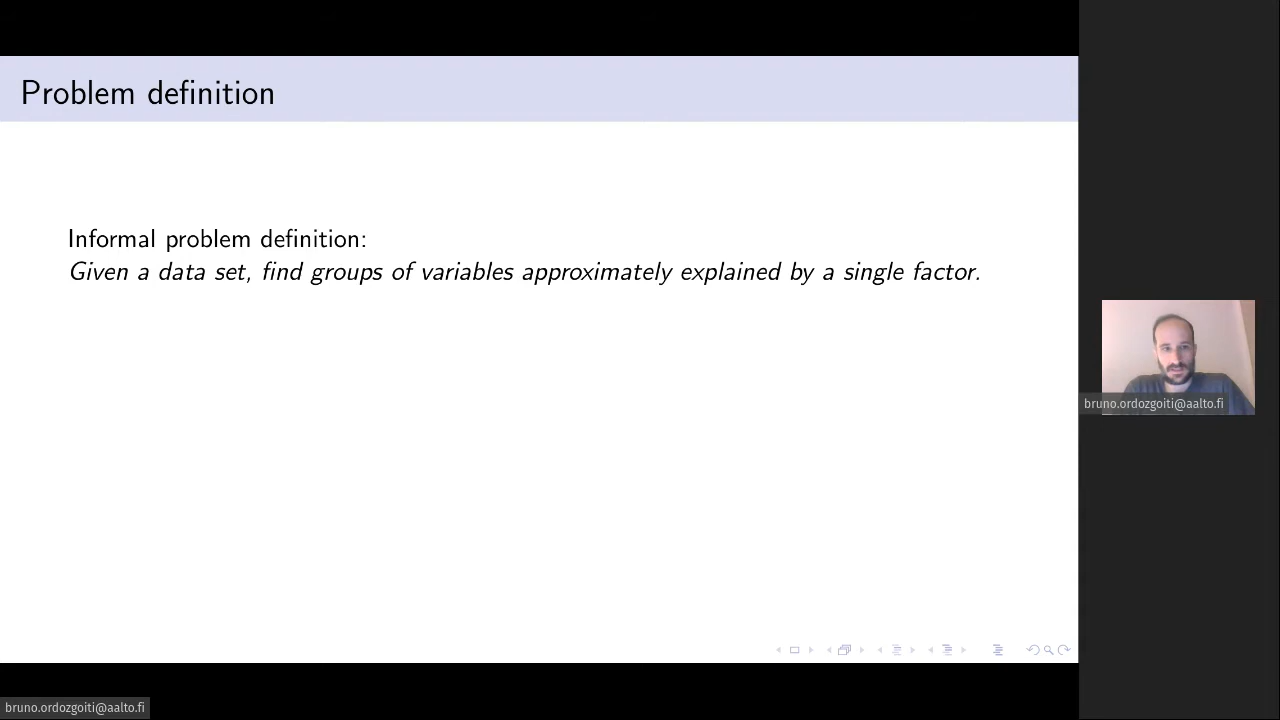 Problem definition
Informal problem definition:
Given a data set, find groups of variables approximately explained by a single factor.
bruno.ordozgoiti@aalto.fi
bruno.ordozgoiti@aalto.fi